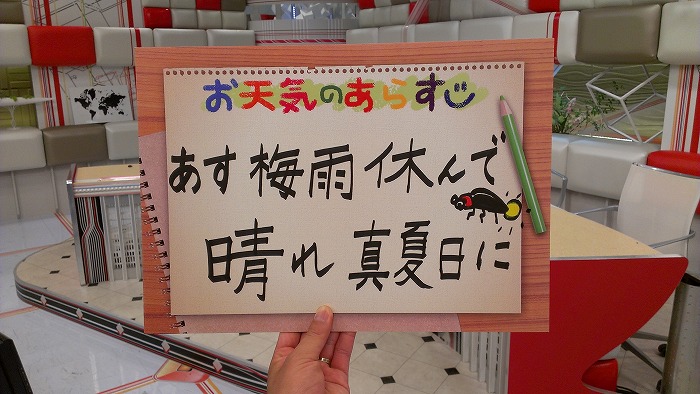 お天気のあらすじ
あす梅雨休んで
晴れ真夏日に